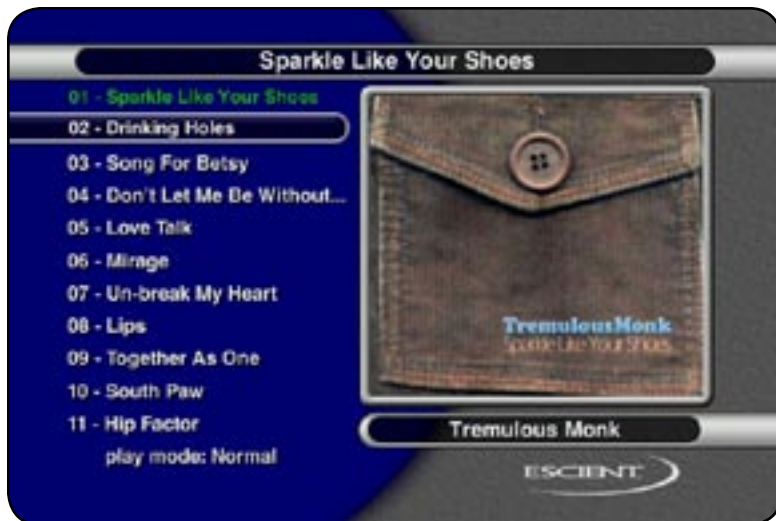 Sparkle Like Your Shoes
01 - Sparkle Like Your Shoes
02 - Drinking Holes
03 - Song For Betsy
04 - Don't Let Me Be Without...
05 - Love Talk
06 - Mirage
07 - Un-break My Heart
08 - Lips
09 - Together As One
10 - South Paw
11 - Hip Factor
play mode: Normal
TremulousMonk
Sparkle Like Your Shoes
Tremulous Monk
ESCIENT